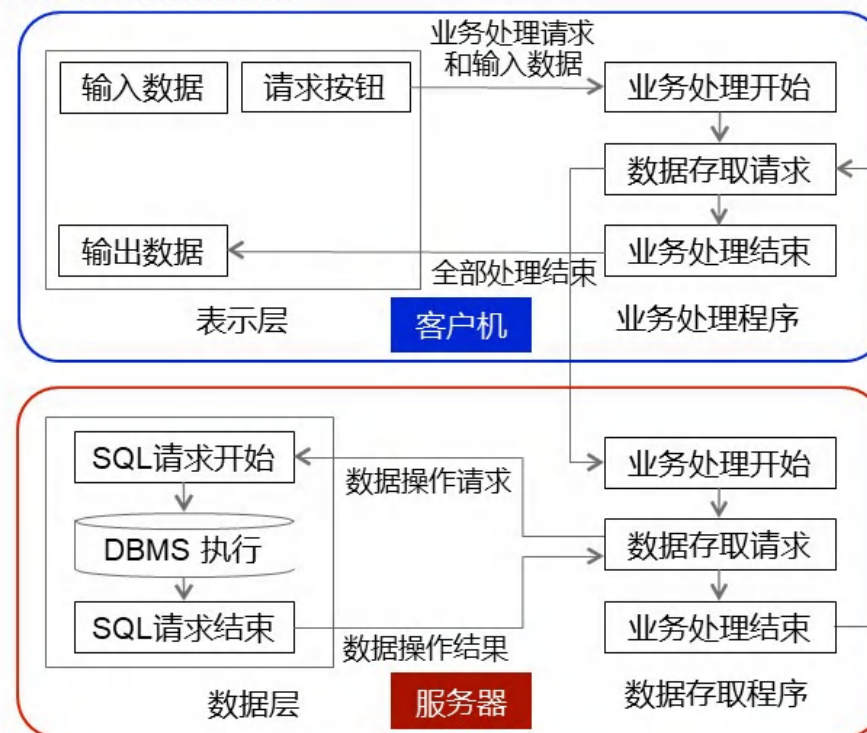 业务处理请求
和输入数据
输入数据
请求按钮
业务处理开始
数据存取请求
输出数据
业务处理结束
全部处理结束
表示层
客户机
业务处理程序
SQL请求开始
数据操作请求
业务处理开始
DBMS 执行
数据存取请求
SQL请求结束
数据操作结果
业务处理结束
数据层
服务器
数据存取程序